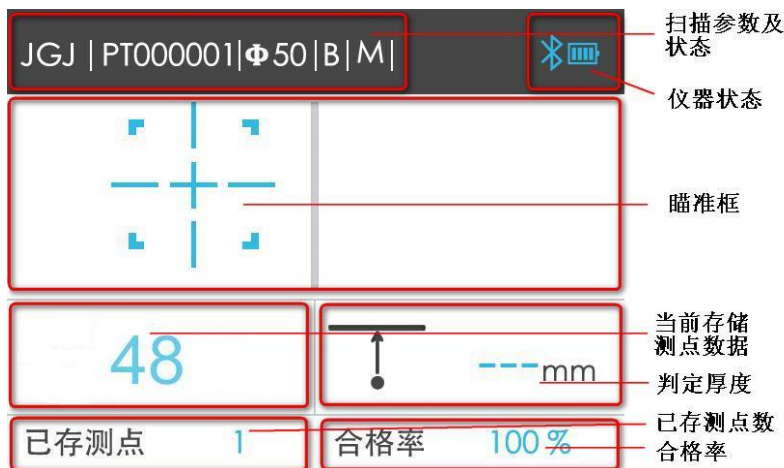 JGJ | PT000001|Φ50|B|M|
扫描参数及
状态
仪器状态
瞄准框
48
当前存储
测点数据
---mm
判定厚度
已存测点 1
合格率 100%
已存测点数
合格率